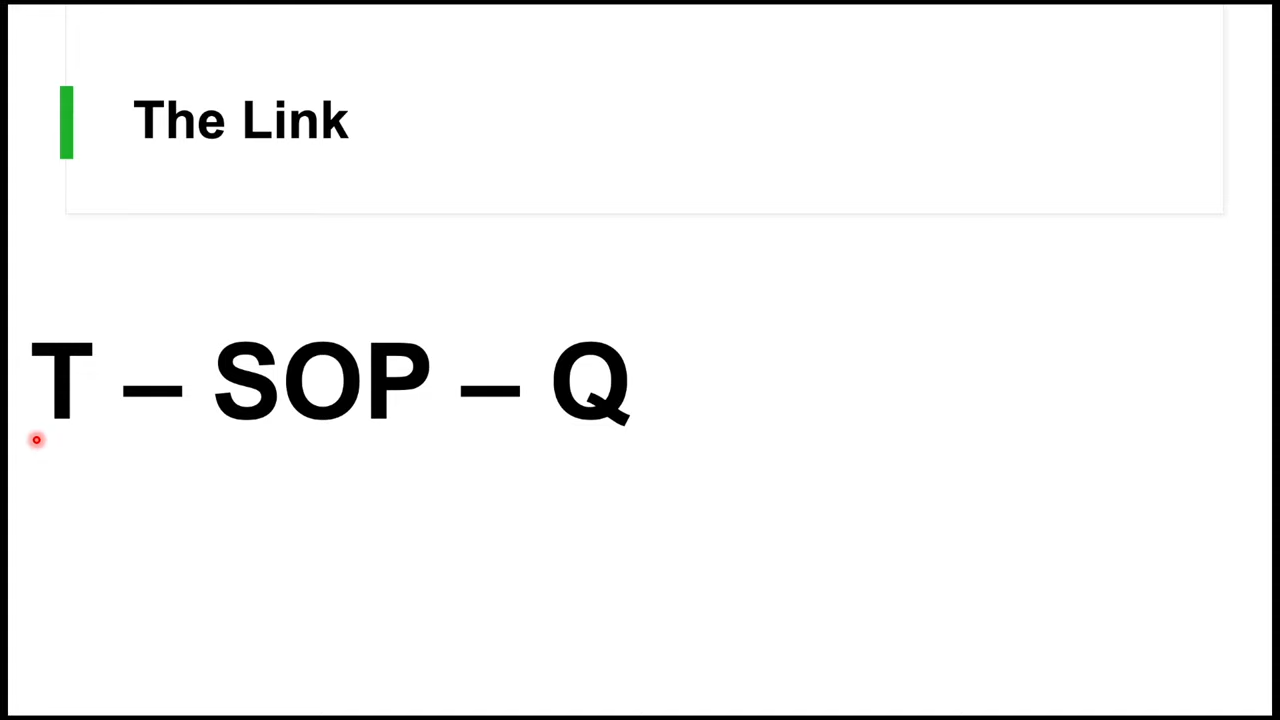 The Link
T – SOP – Q